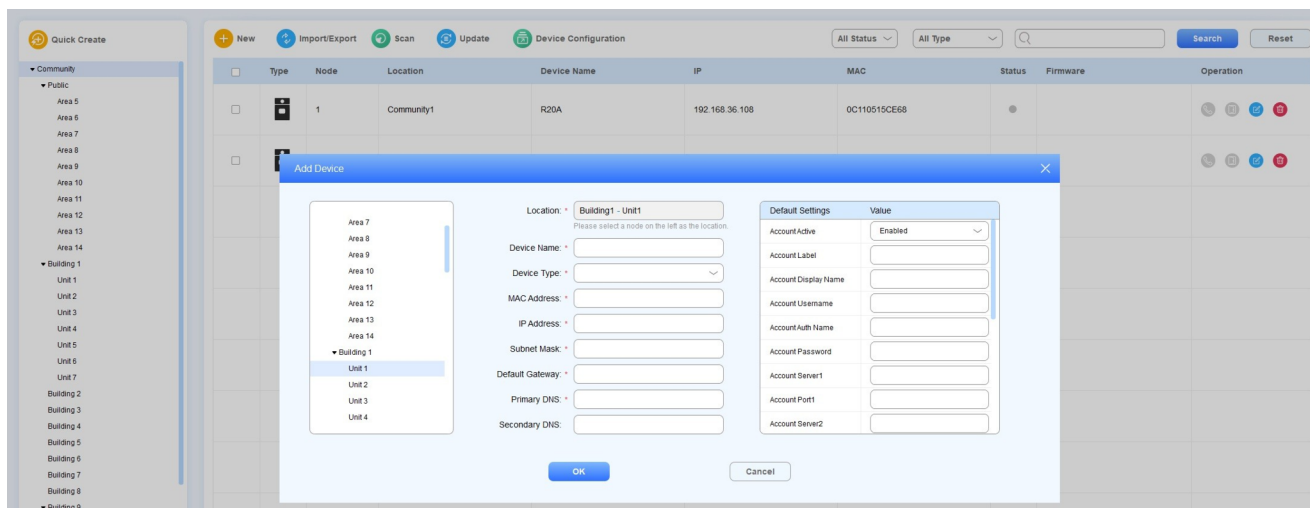 Quick Create
New
Import/Export
Scan
Update
Device Configuration
All Status
All Type
Search
Reset
Community
Public
Area 5
Area 6
Area 7
Area 8
Area 9
Area 10
Area 11
Area 12
Area 13
Area 14
Building 1
Unit 1
Unit 2
Unit 3
Unit 4
Unit 5
Unit 6
Unit 7
Building 2
Building 3
Building 4
Building 5
Building 6
Building 7
Building 8
Building 9
Type Node Location Device Name IP MAC Status Firmware Operation
1 Community1 R20A 192.168.36.108 0C110515CE68
Add Device
Area 7
Area 8
Area 9
Area 10
Area 11
Area 12
Area 13
Area 14
Building 1
Unit 1
Unit 2
Unit 3
Unit 4
Location: * Building1 - Unit1
Please select a node on the left as the location.
Device Name: *
Device Type: *
MAC Address: *
IP Address: *
Subnet Mask: *
Default Gateway: *
Primary DNS: *
Secondary DNS:
Default Settings Value
Account Active Enabled
Account Label
Account Display Name
Account Username
Account Auth Name
Account Password
Account Server1
Account Port1
Account Server2
OK
Cancel